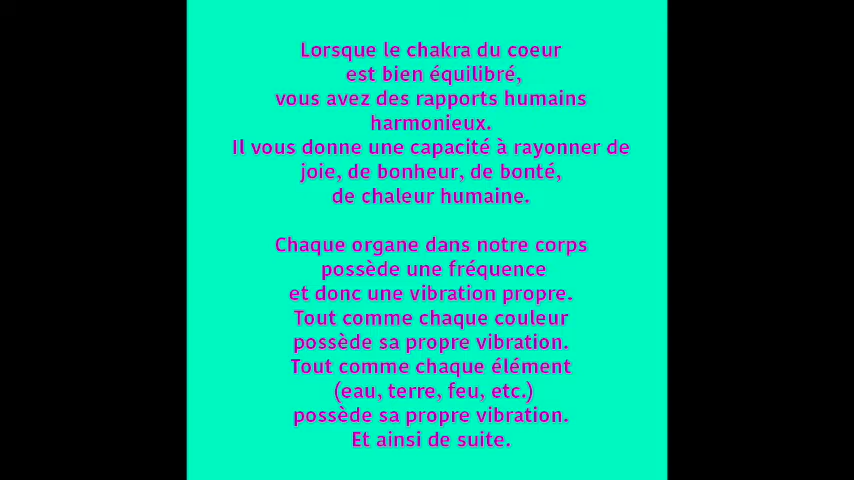 Lorsque le chakra du coeur
est bien équilibré,
vous avez des rapports humains
harmonieux.
Il vous donne une capacité à rayonner de
joie, de bonheur, de bonté,
de chaleur humaine.
Chaque organe dans notre corps
possède une fréquence
et donc une vibration propre.
Tout comme chaque couleur
possède sa propre vibration.
Tout comme chaque élément
(eau, terre, feu, etc.)
possède sa propre vibration.
Et ainsi de suite.